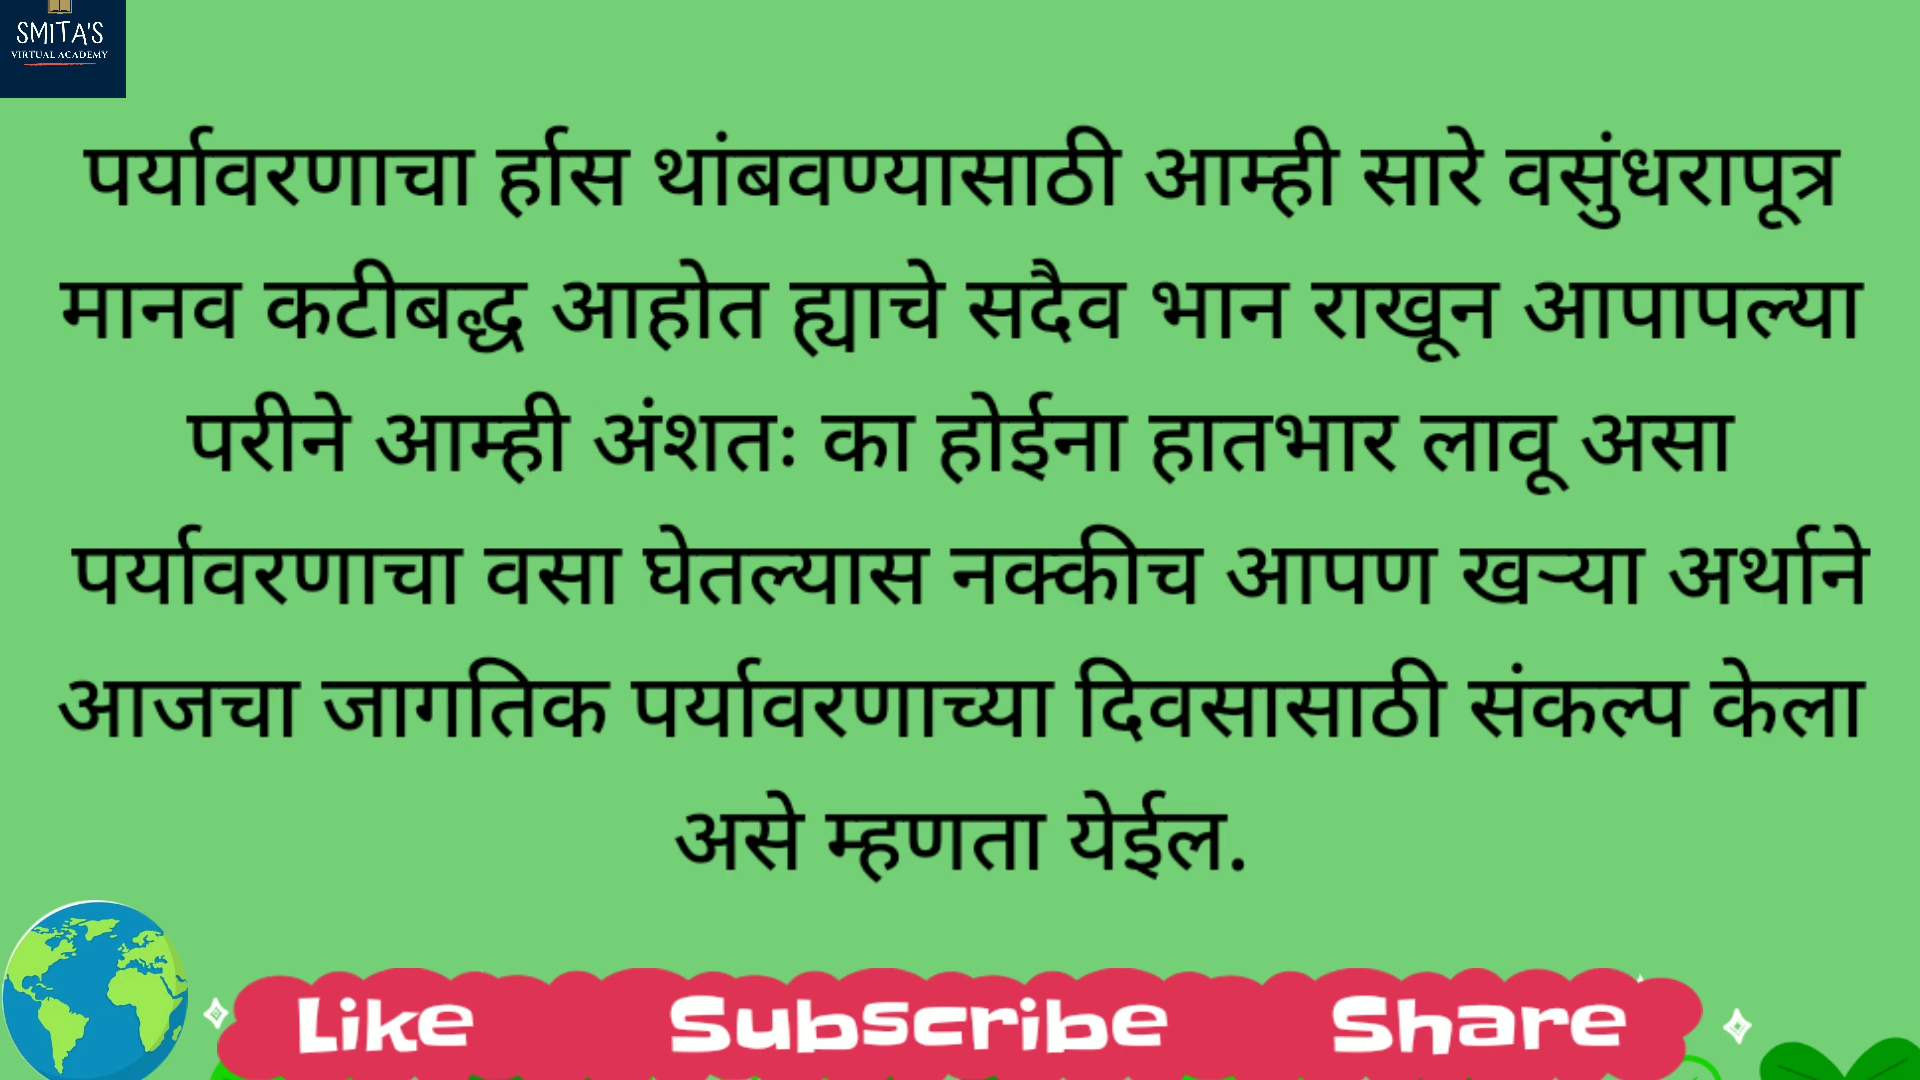 SMITA'S
VIRTUAL ACADEMY
पर्यावरणाचा र्हास थांबवण्यासाठी आम्ही सारे वसुंधरापूत्र
मानव कटीबद्ध आहोत ह्याचे सदैव भान राखून आपापल्या
परीने आम्ही अंशतः का होईना हातभार लावू असा
पर्यावरणाचा वसा घेतल्यास नक्कीच आपण खऱ्या अर्थाने
आजचा जागतिक पर्यावरणाच्या दिवसासाठी संकल्प केला
असे म्हणता येईल.
Like Subscribe Share